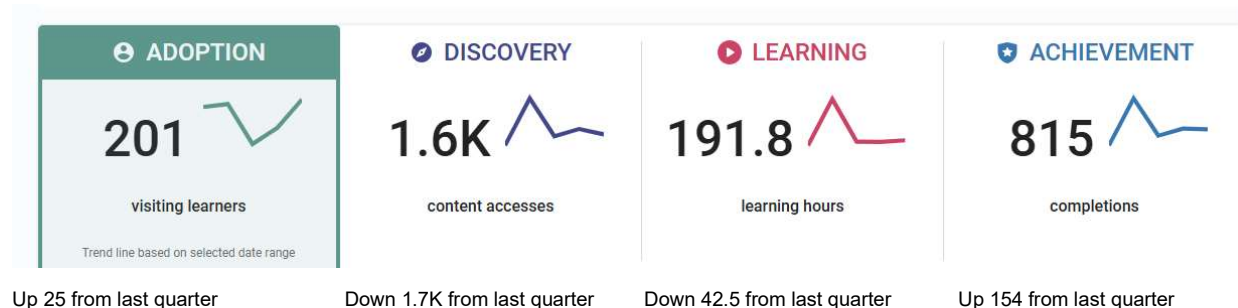 ADOPTION
201
visiting learners
Trend line based on selected date range
Up 25 from last quarter
DISCOVERY
1.6K
content accesses
Down 1.7K from last quarter
LEARNING
191.8
learning hours
Down 42.5 from last quarter
ACHIEVEMENT
815
completions
Up 154 from last quarter